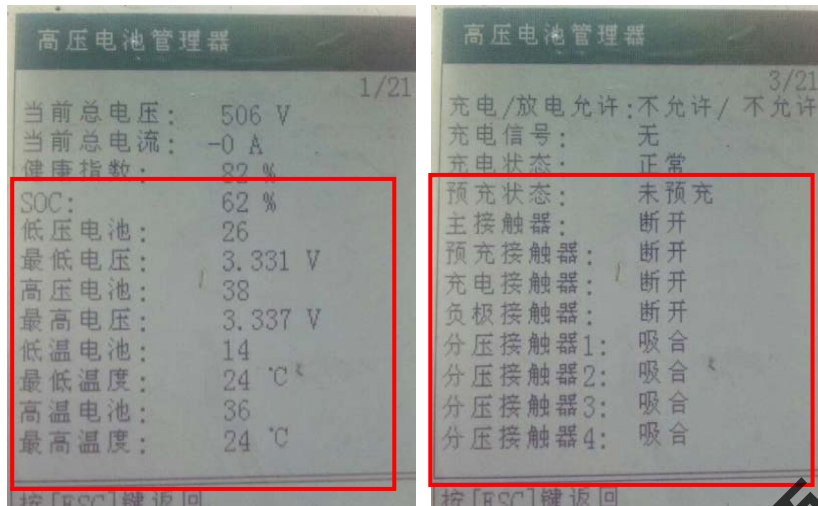 高压电池管理器
1/21
当前总电压: 506 V
当前总电流: -0 A
健康指数: 82 %
SOC: 62 %
低压电池: 26
最低电压: 3.331 V
高压电池: 38
最高电压: 3.337 V
低温电池: 14
最低温度: 24 ℃
高温电池: 36
最高温度: 24 ℃
按[ESC]键返回
高压电池管理器
3/21
充电/放电允许:不允许/ 不允许
充电信号: 无
充电状态: 正常
预充状态: 未预充
主接触器: 断开
预充接触器: 断开
充电接触器: 断开
负极接触器: 断开
分压接触器1: 吸合
分压接触器2: 吸合
分压接触器3: 吸合
分压接触器4: 吸合
按[ESC]键返回